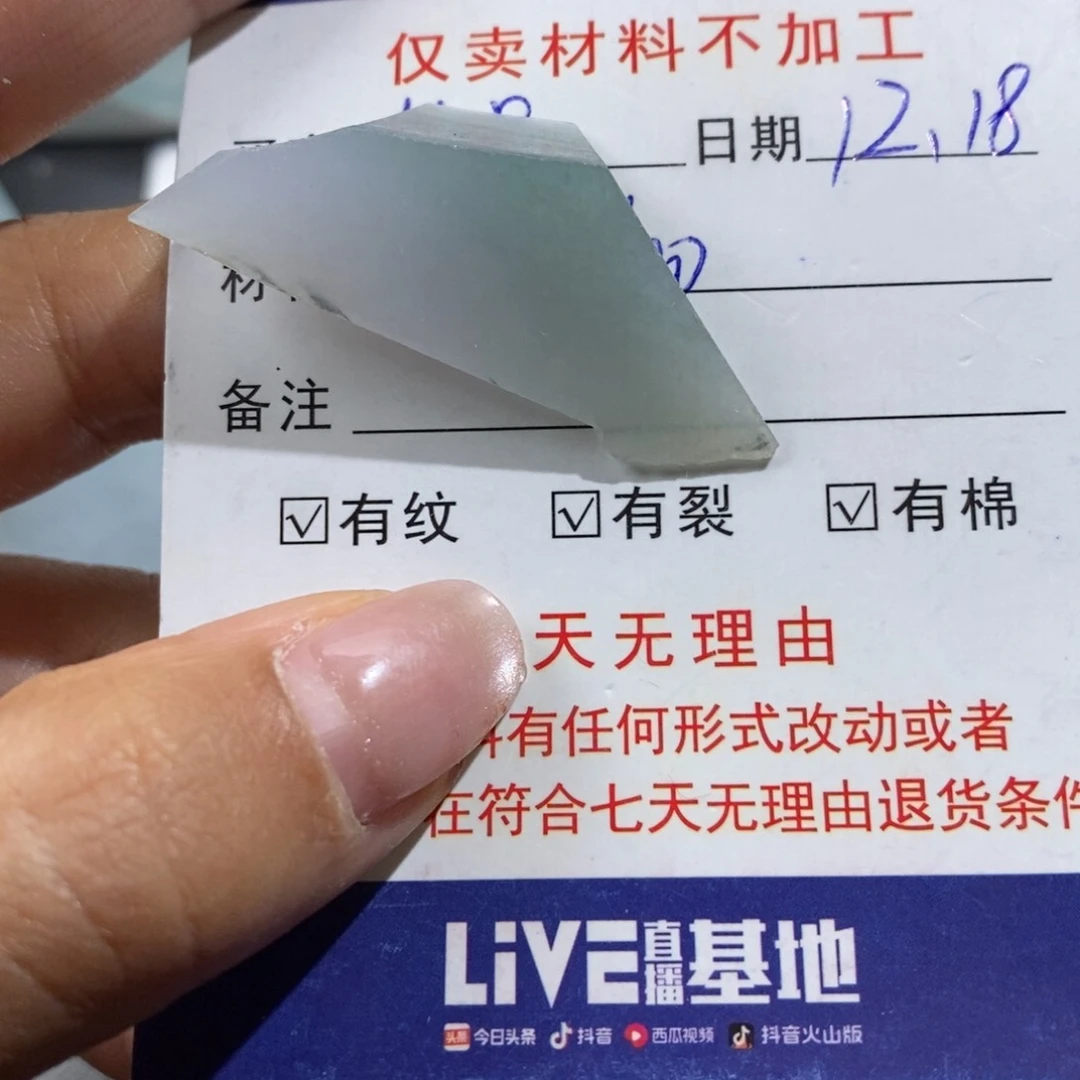 仅卖材料不加工
日期 12.18
备注
☑有纹 ☑有裂 ☑有棉
天无理由
有任何形式改动或者
在符合七天无理由退货条件
LiVE直播基地
头条 今日头条 抖音 西瓜视频 抖音火山版